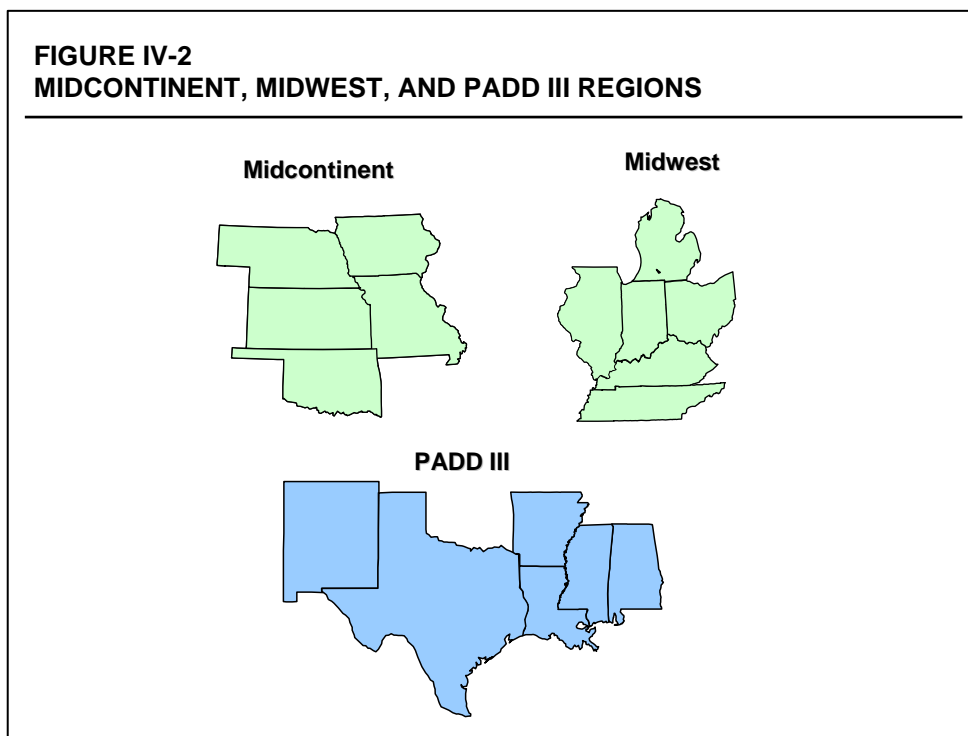 FIGURE IV-2
MIDCONTINENT, MIDWEST, AND PADD III REGIONS
Midcontinent
Midwest
PADD III